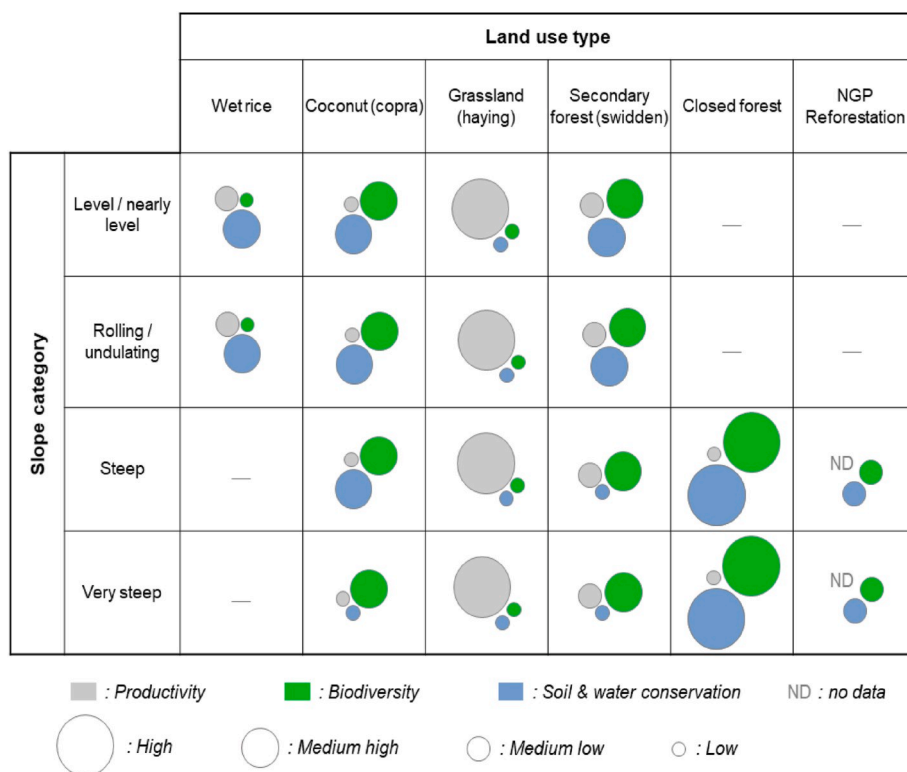 Land use type
Wet rice
Coconut (copra)
Grassland
(haying)
Secondary
forest (swidden)
Closed forest
NGP
Reforestation
Slope category
Level / nearly
level
—
—
Rolling /
undulating
—
—
Steep
—
ND
Very steep
—
ND
: Productivity
: Biodiversity
: Soil & water conservation
ND : no data
: High
: Medium high
: Medium low
: Low